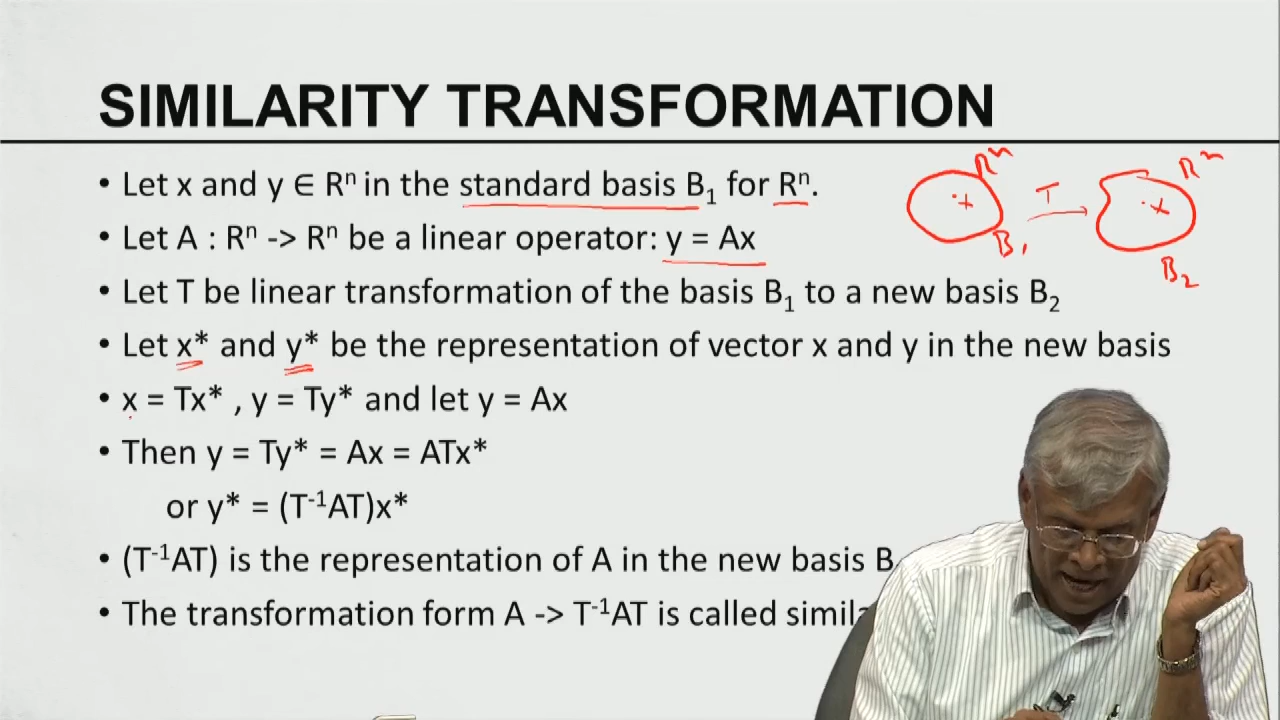 SIMILARITY TRANSFORMATION
• Let x and y ∈ Rⁿ in the standard basis B₁ for Rⁿ.
• Let A : Rⁿ -> Rⁿ be a linear operator: y = Ax
• Let T be linear transformation of the basis B₁ to a new basis B₂
• Let x* and y* be the representation of vector x and y in the new basis
• x = Tx* , y = Ty* and let y = Ax
• Then y = Ty* = Ax = ATx*
or y* = (T⁻¹AT)x*
• (T⁻¹AT) is the representation of A in the new basis B
• The transformation form A -> T⁻¹AT is called
Rⁿ
x
B₁
T
Rⁿ
x
B₂